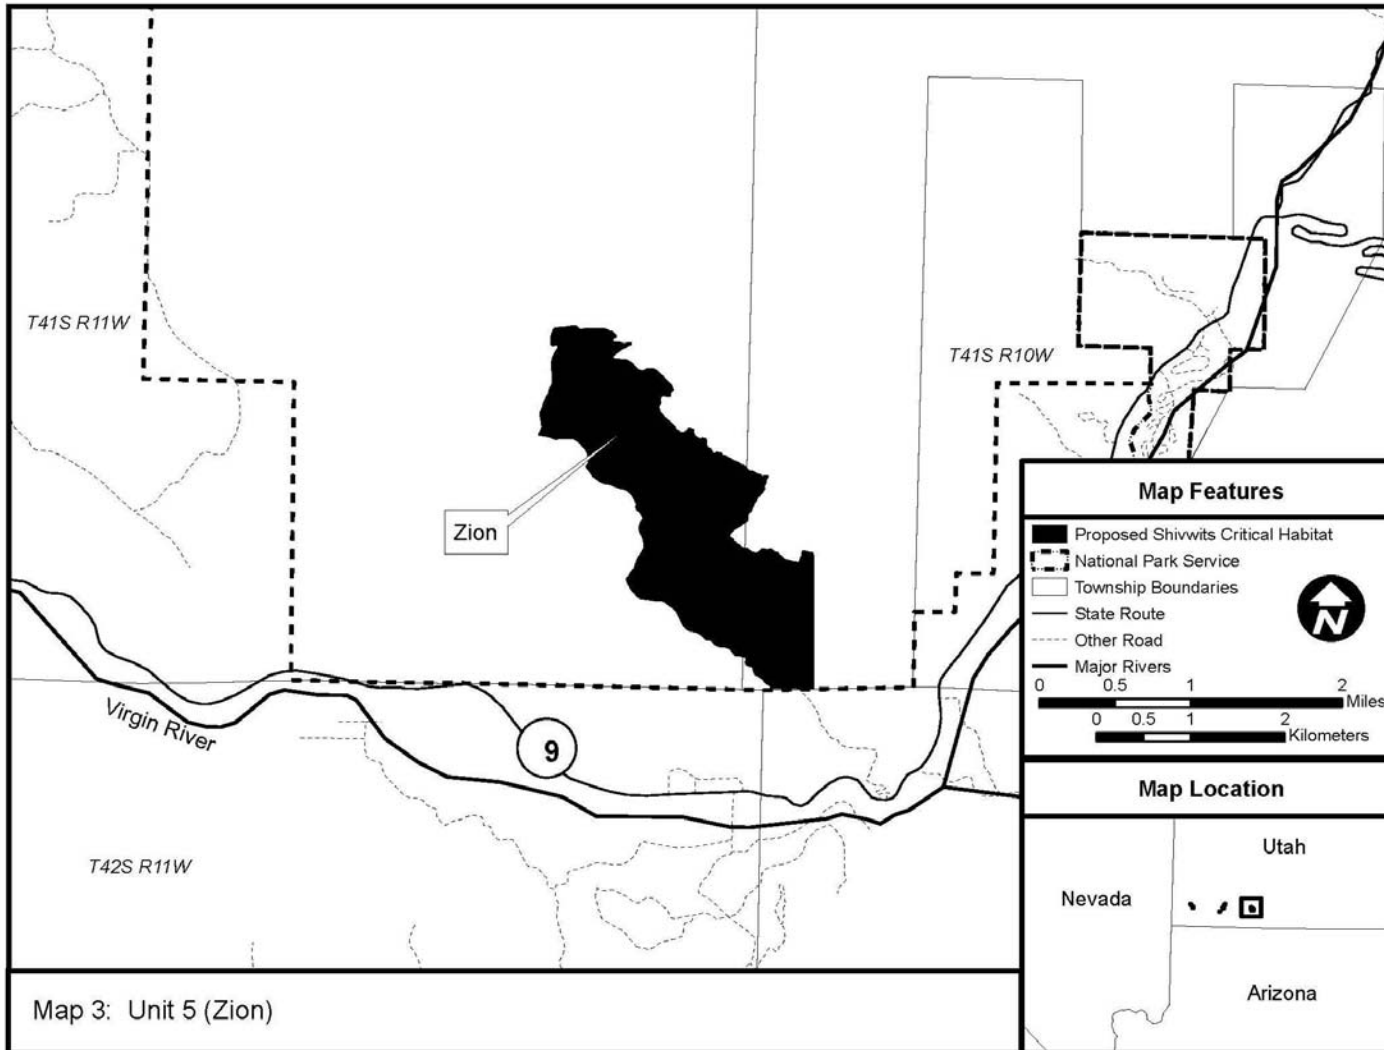 T41S R11W
T41S R10W
Zion
Virgin River
9
T42S R11W
Map 3: Unit 5 (Zion)
Map Features
Proposed Shivwits Critical Habitat
National Park Service
Township Boundaries
State Route
Other Road
Major Rivers
N
0 0.5 1 2
Miles
0 0.5 1 2
Kilometers
Map Location
Utah
Nevada
Arizona